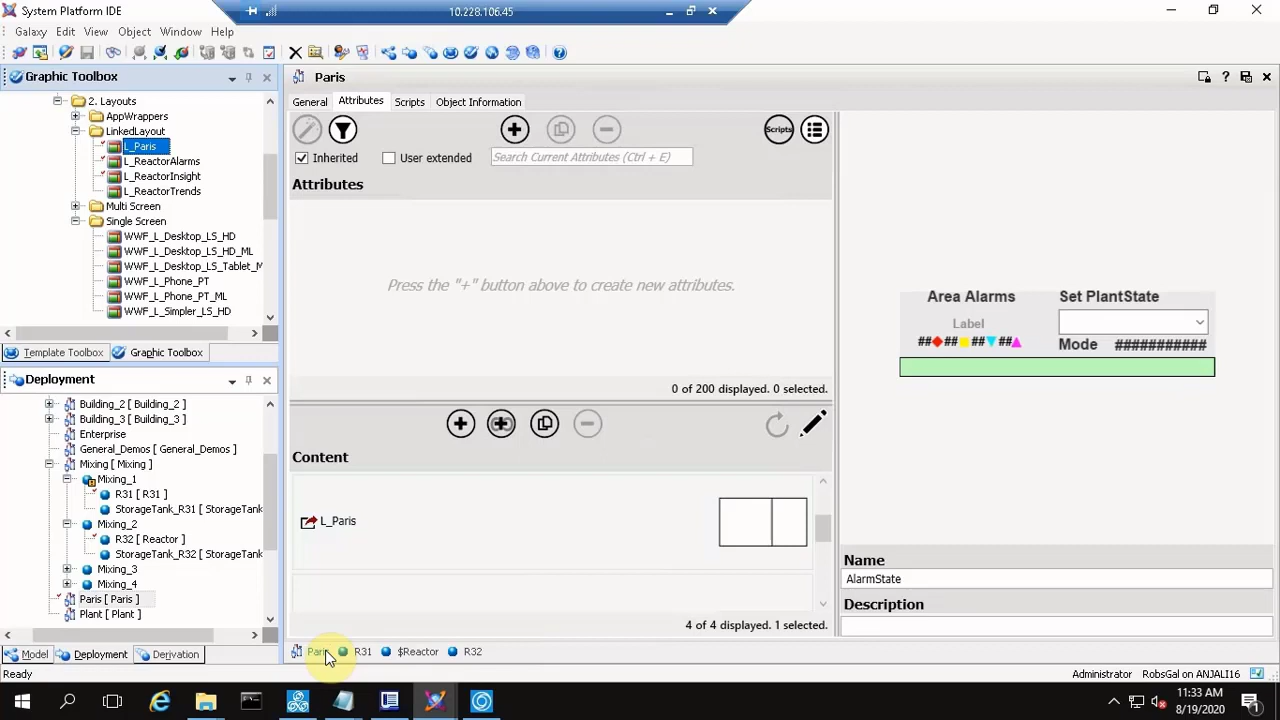 System Platform IDE
10.228.106.45
Galaxy Edit View Object Window Help
Graphic Toolbox
2. Layouts
AppWrappers
LinkedLayout
L_Paris
L_ReactorAlarms
L_ReactorInsight
L_ReactorTrends
Multi Screen
Single Screen
WWF_L_Desktop_LS_HD
WWF_L_Desktop_LS_HD_ML
WWF_L_Desktop_LS_Tablet_M
WWF_L_Phone_PT
WWF_L_Phone_PT_ML
WWF_L_Simpler_LS_HD
Template Toolbox Graphic Toolbox
Deployment
Building_2 [ Building_2 ]
Building_3 [ Building_3 ]
Enterprise
General_Demos [ General_Demos ]
Mixing [ Mixing ]
Mixing_1
R31 [ R31 ]
StorageTank_R31 [ StorageTank
Mixing_2
R32 [ Reactor ]
StorageTank_R32 [ StorageTank
Mixing_3
Mixing_4
Paris [ Paris ]
Plant [ Plant ]
Model Deployment Derivation
Paris
General Attributes Scripts Object Information
Scripts
Inherited User extended Search Current Attributes (Ctrl + E)
Attributes
Press the "+" button above to create new attributes.
0 of 200 displayed. 0 selected.
Content
L_Paris
4 of 4 displayed. 1 selected.
Area Alarms Set PlantState
Label
## ## ## ## Mode ###########
Name
AlarmState
Description
R31 $Reactor R32
Ready Administrator RobsGal on ANJALI16
11:33 AM
8/19/2020
1